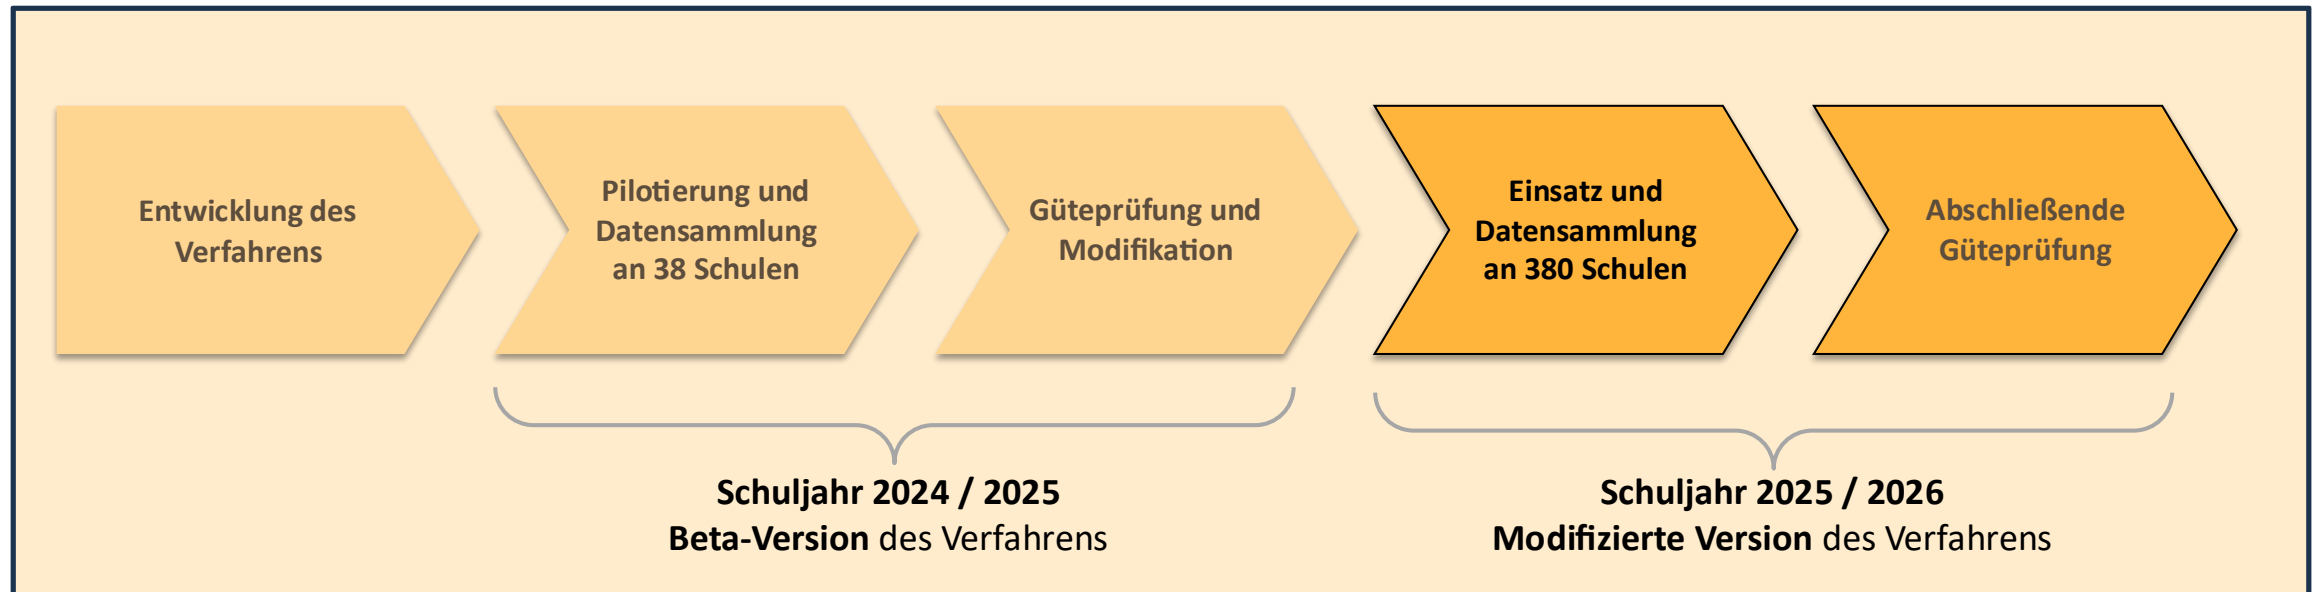 Entwicklung des
Verfahrens
Pilotierung und
Datensammlung
an 38 Schulen
Güteprüfung und
Modifikation
Einsatz und
Datensammlung
an 380 Schulen
Abschließende
Güteprüfung
Schuljahr 2024 / 2025
Beta-Version des Verfahrens
Schuljahr 2025 / 2026
Modifizierte Version des Verfahrens